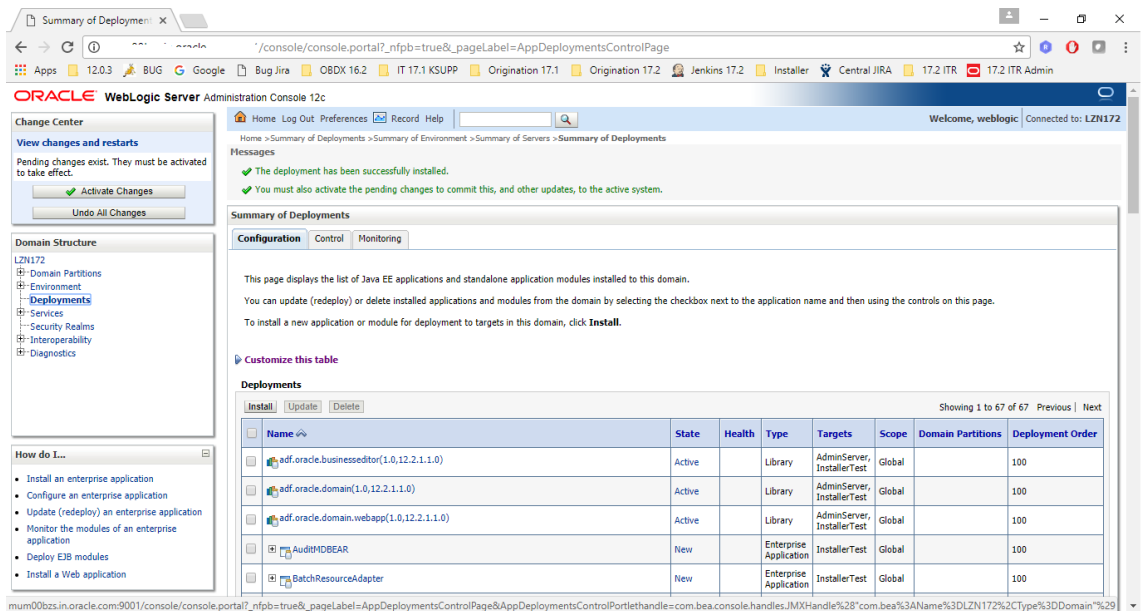 Summary of Deployment
/console/console.portal?_nfpb=true&_pageLabel=AppDeploymentsControlPage
Apps 12.0.3 BUG Google Bug Jira OBDX 16.2 IT 17.1 KSUPP Origination 17.1 Origination 17.2 Jenkins 17.2 Installer Central JIRA 17.2 ITR 17.2 ITR Admin
ORACLE WebLogic Server Administration Console 12c
Change Center
View changes and restarts
Pending changes exist. They must be activated
to take effect.
Activate Changes
Undo All Changes
Domain Structure
LZN172
Domain Partitions
Environment
Deployments
Services
Security Realms
Interoperability
Diagnostics
How do I...
Install an enterprise application
Configure an enterprise application
Update (redeploy) an enterprise application
Monitor the modules of an enterprise
application
Deploy EJB modules
Install a Web application
Home Log Out Preferences Record Help
Welcome, weblogic Connected to: LZN172
Home >Summary of Deployments >Summary of Environment >Summary of Servers >Summary of Deployments
Messages
The deployment has been successfully installed.
You must also activate the pending changes to commit this, and other updates, to the active system.
Summary of Deployments
Configuration Control Monitoring
This page displays the list of Java EE applications and standalone application modules installed to this domain.
You can update (redeploy) or delete installed applications and modules from the domain by selecting the checkbox next to the application name and then using the controls on this page.
To install a new application or module for deployment to targets in this domain, click Install.
Customize this table
Deployments
Install Update Delete
Showing 1 to 67 of 67 Previous | Next
Name State Health Type Targets Scope Domain Partitions Deployment Order
adf.oracle.businesseditor(1.0,12.2.1.1.0) Active Library AdminServer, InstallerTest Global 100
adf.oracle.domain(1.0,12.2.1.1.0) Active Library AdminServer, InstallerTest Global 100
adf.oracle.domain.webapp(1.0,12.2.1.1.0) Active Library AdminServer, InstallerTest Global 100
AuditMDBEAR New Enterprise Application InstallerTest Global 100
BatchResourceAdapter New Enterprise Application InstallerTest Global 100
mum00bzs.in.oracle.com:9001/console/console.portal?_nfpb=true&_pageLabel=AppDeploymentsControlPage&AppDeploymentsControlPortlethandle=com.bea.console.handles.JMXHandle%28"com.bea%3AName%3DLZN172%2CType%3DDomain"%29